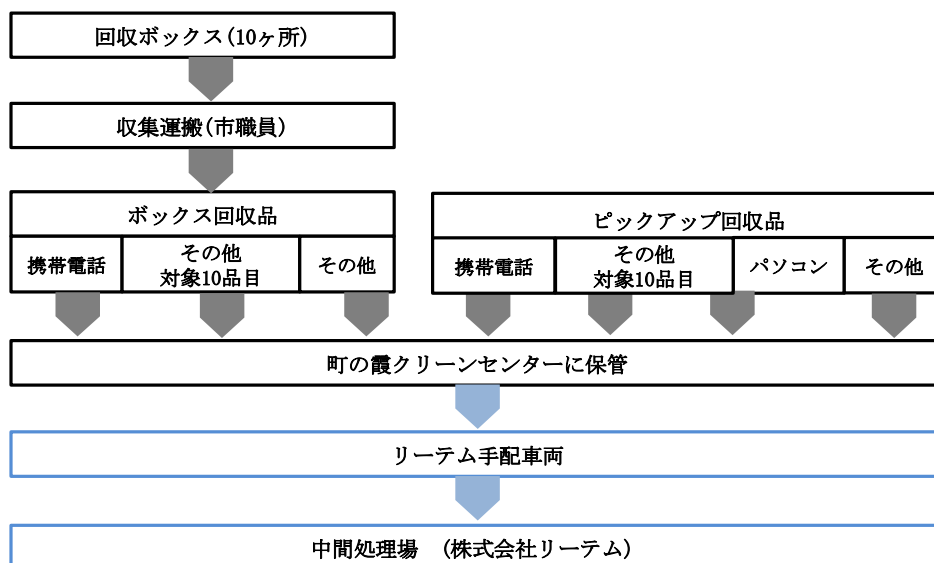 回収ボックス(10ヶ所)
収集運搬(市職員)
ボックス回収品
携帯電話
その他
対象10品目
その他
ピックアップ回収品
携帯電話
その他
対象10品目
パソコン
その他
町の霞クリーンセンターに保管
リーテム手配車両
中間処理場　(株式会社リーテム)